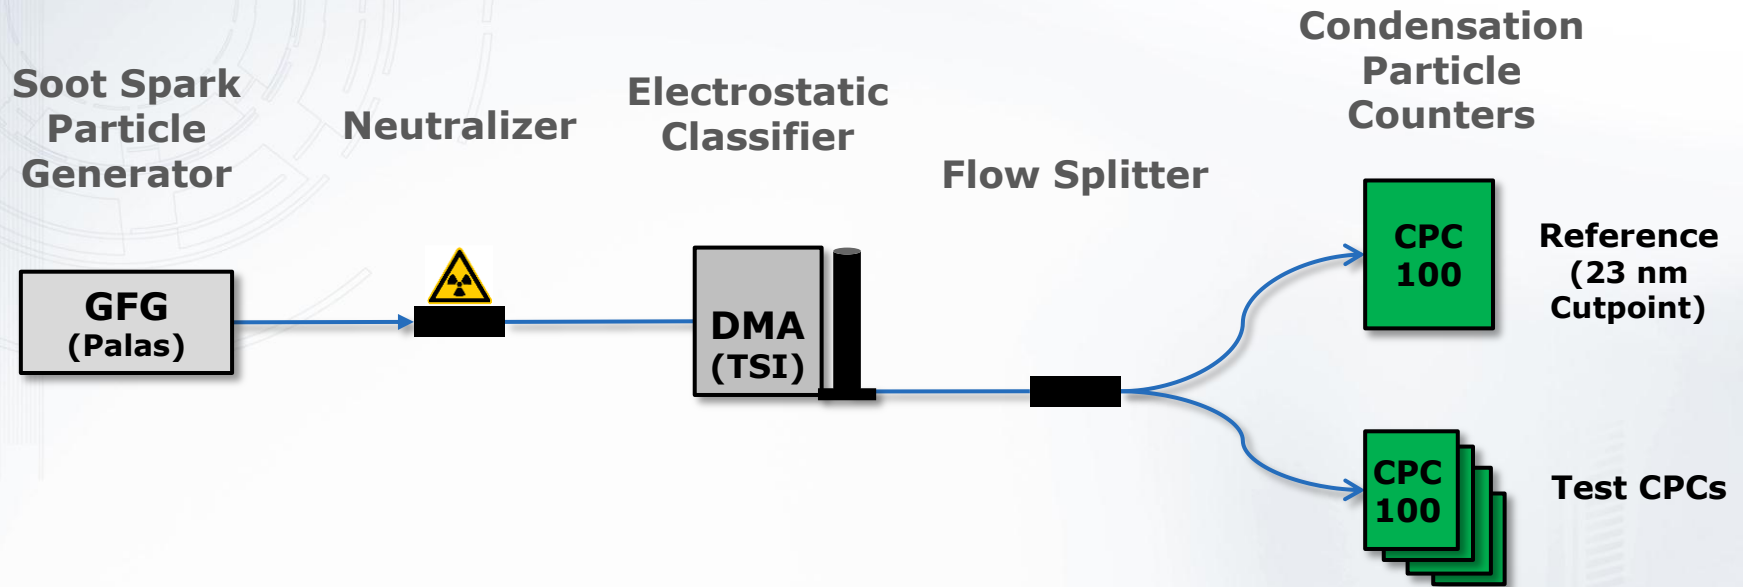 Soot Spark
Particle
Generator
Neutralizer
Electrostatic
Classifier
Flow Splitter
Condensation
Particle
Counters
GFG
(Palas)
DMA
(TSI)
CPC
100
Reference
(23 nm
Cutpoint)
CPC
100
Test CPCs